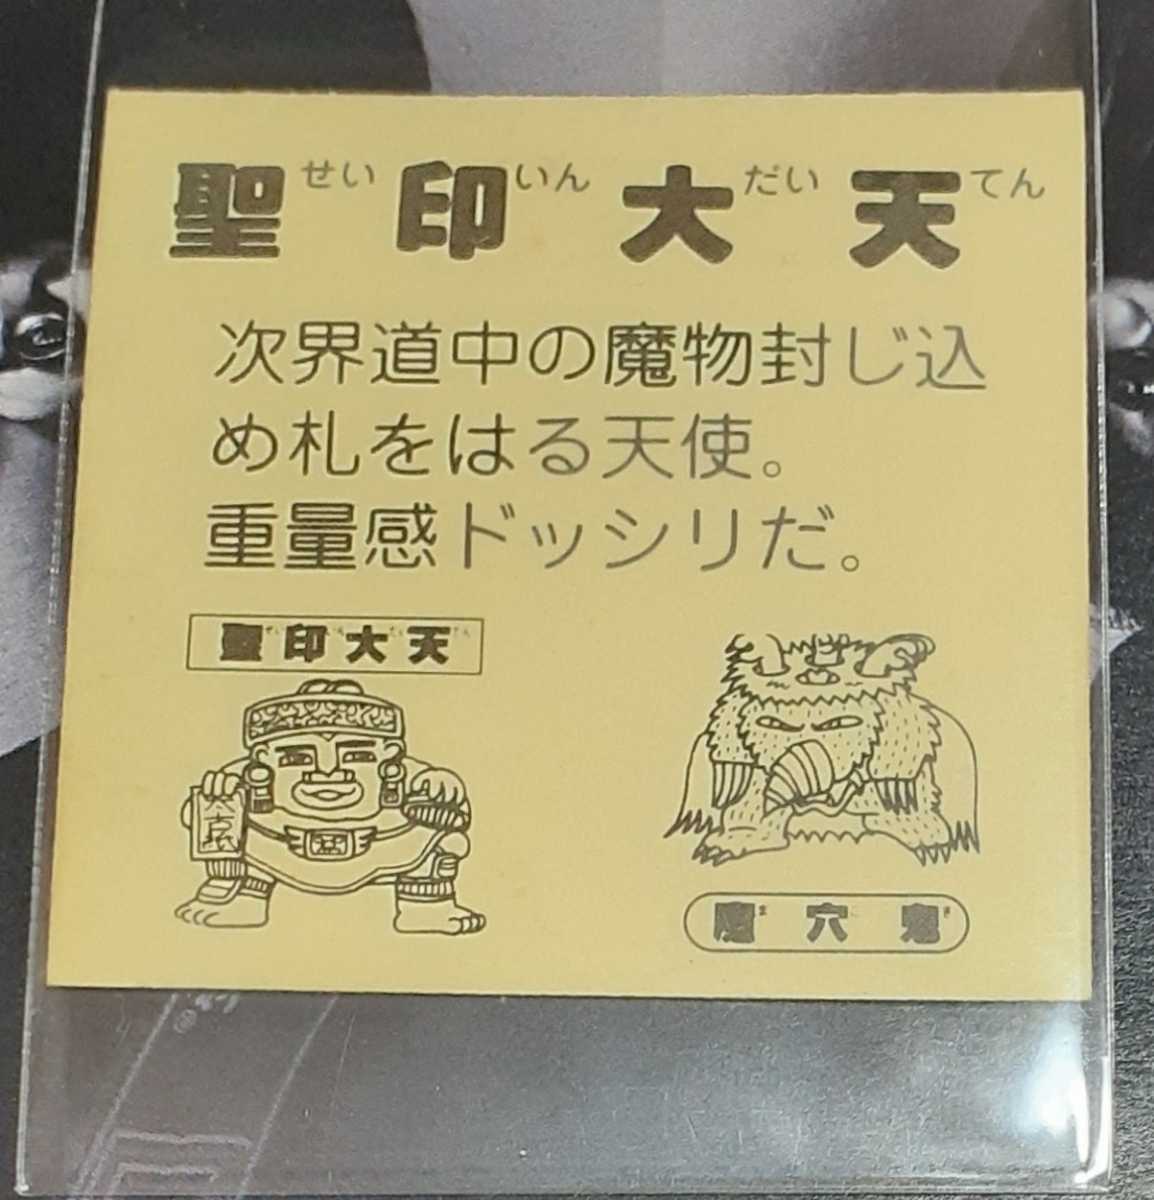 聖せい印いん大だい天てん
次界道中の魔物封じ込
め札をはる天使。
重量感ドッシリだ。
聖印大天
魔穴鬼